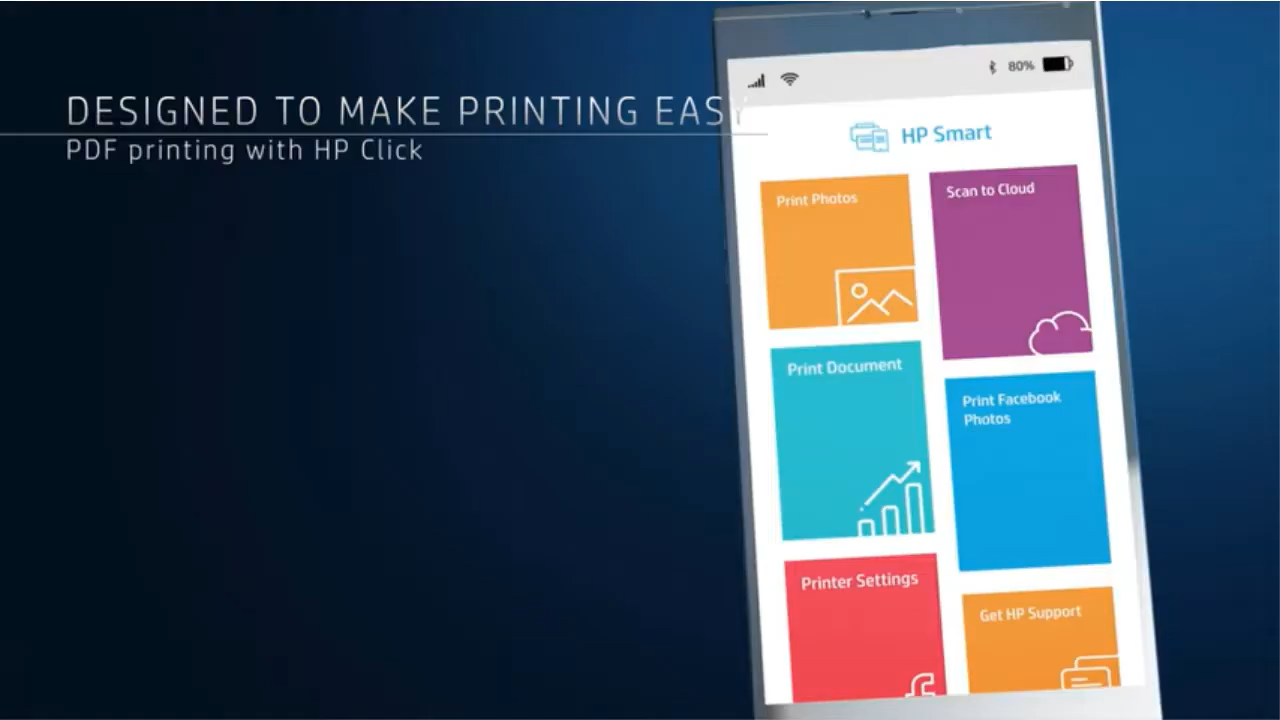 DESIGNED TO MAKE PRINTING EASY
PDF printing with HP Click
80%
HP Smart
Print Photos
Scan to Cloud
Print Document
Print Facebook
Photos
Printer Settings
Get HP Support